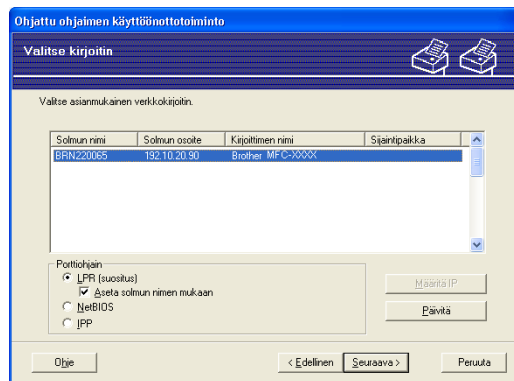 Ohjattu ohjaimen käyttöönottotoiminto
Valitse kirjoitin
Valitse asianmukainen verkkokirjoitin.
Solmun nimi Solmun osoite Kirjoittimen nimi Sijaintipaikka
BRN220065 192.10.20.90 Brother MFC-XXXX
Porttiohjain
LPR (suositus)
Aseta solmun nimen mukaan
NetBIOS
IPP
Määritä IP
Päivitä
Ohje < Edellinen Seuraava > Peruuta